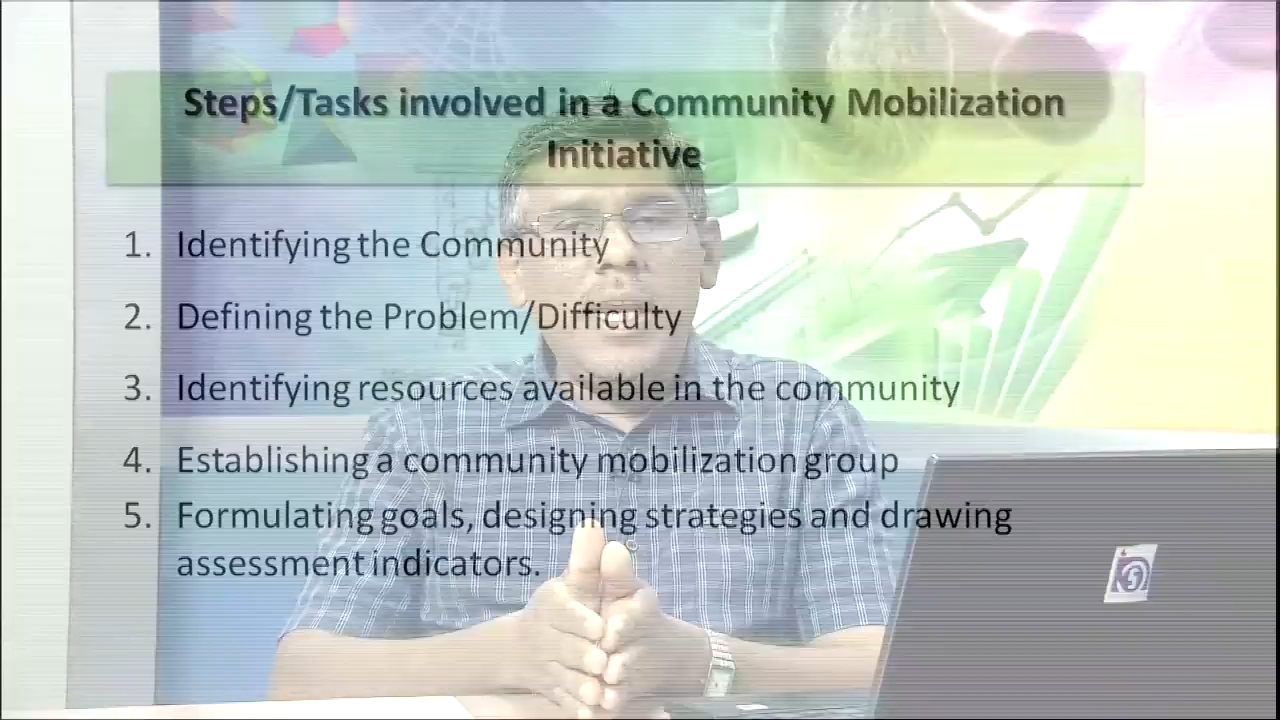 Steps/Tasks involved in a Community Mobilization
Initiative
1. Identifying the Community
2. Defining the Problem/Difficulty
3. Identifying resources available in the community
4. Establishing a community mobilization group
5. Formulating goals, designing strategies and drawing
assessment indicators.